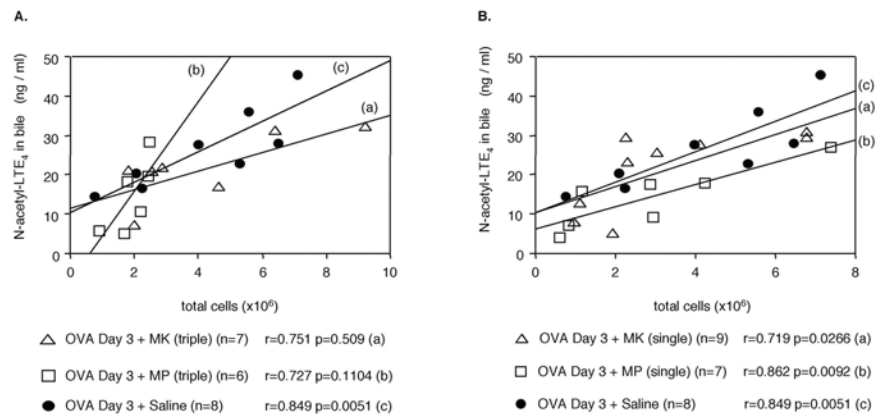 A.
N-acetyl-LTE4 in bile (ng / ml)
50
40
30
20
10
0
0 2 4 6 8 10
(b)
(c)
(a)
total cells (x10⁶)
OVA Day 3 + MK (triple) (n=7) r=0.751 p=0.509 (a)
OVA Day 3 + MP (triple) (n=6) r=0.727 p=0.1104 (b)
OVA Day 3 + Saline (n=8) r=0.849 p=0.0051 (c)
B.
N-acetyl-LTE4 in bile (ng / ml)
50
40
30
20
10
0
0 2 4 6 8
(c)
(a)
(b)
total cells (x10⁶)
OVA Day 3 + MK (single) (n=9) r=0.719 p=0.0266 (a)
OVA Day 3 + MP (single) (n=7) r=0.862 p=0.0092 (b)
OVA Day 3 + Saline (n=8) r=0.849 p=0.0051 (c)